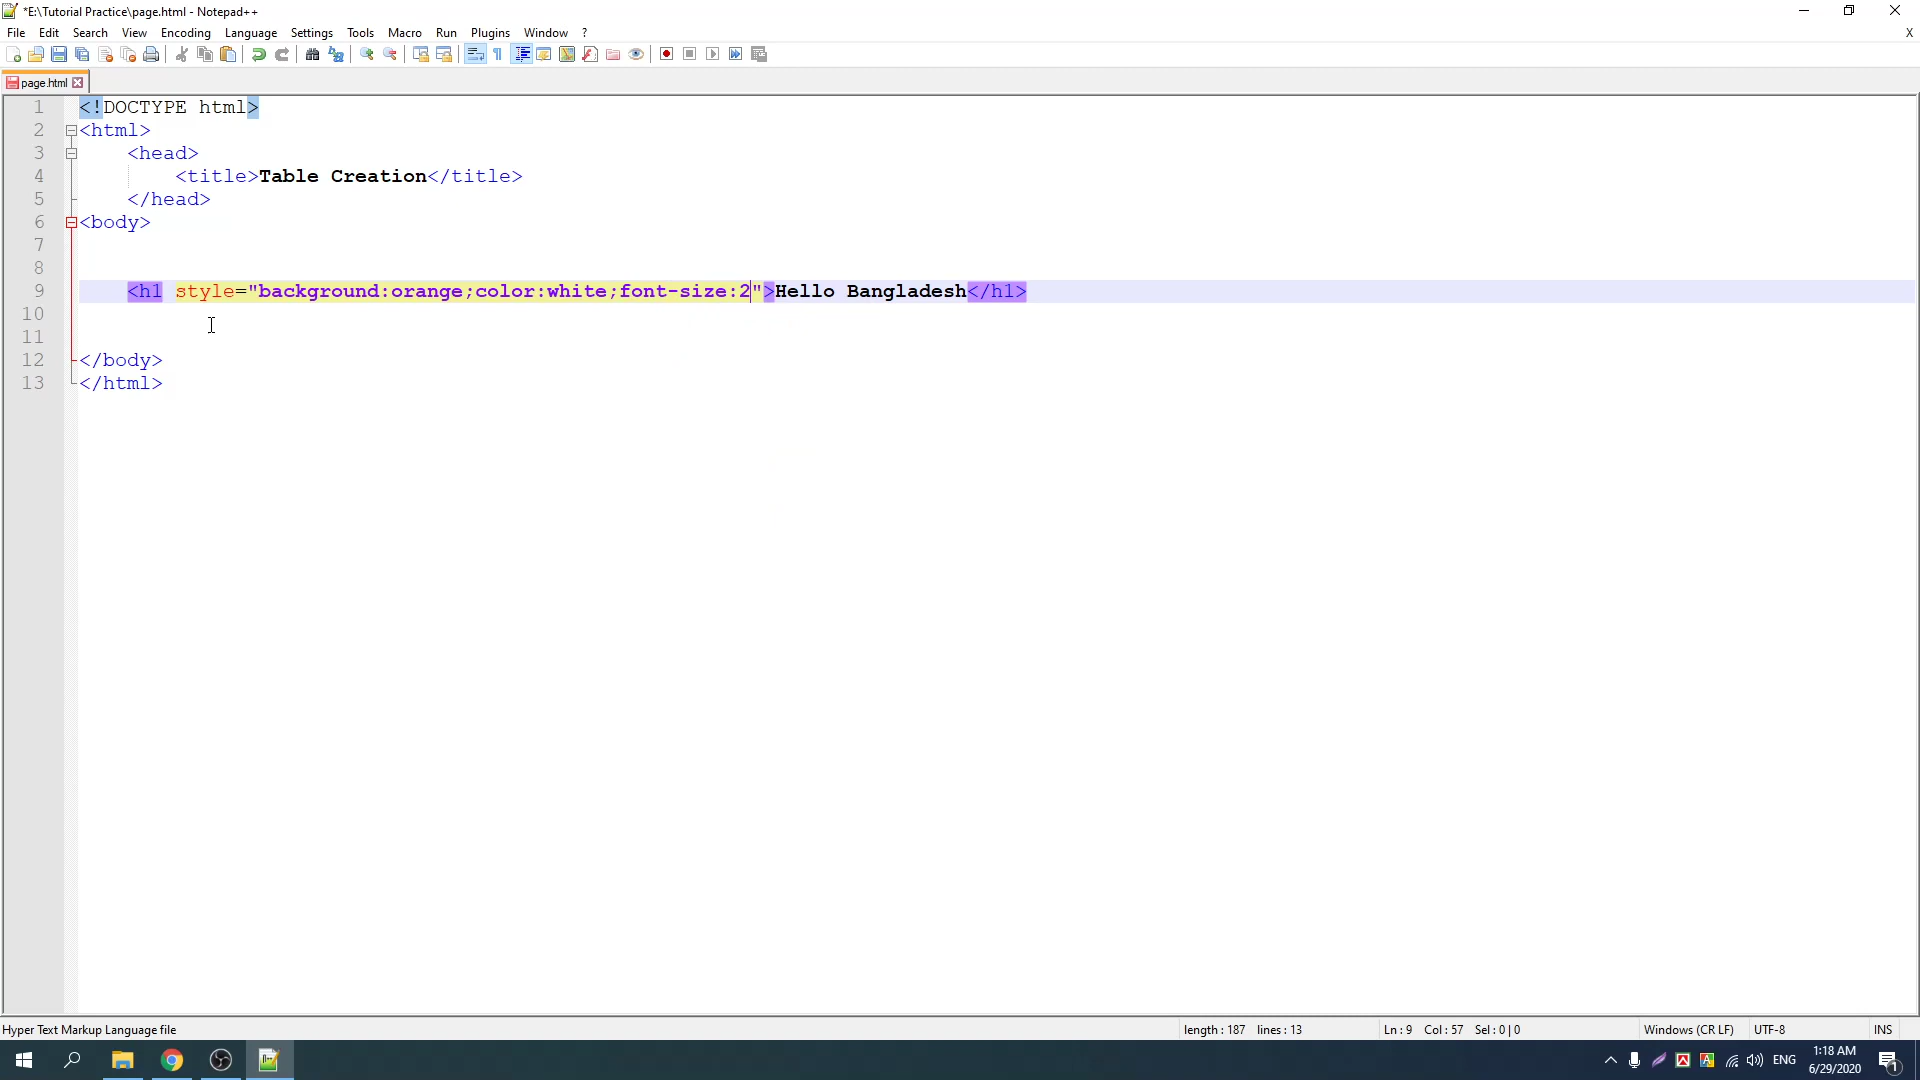 *E:\Tutorial Practice\page.html - Notepad++
File Edit Search View Encoding Language Settings Tools Macro Run Plugins Window ? X
page.html
1 <!DOCTYPE html>
2 <html>
3 <head>
4 <title>Table Creation</title>
5 </head>
6 <body>
7
8
9 <h1 style="background:orange;color:white;font-size:2">Hello Bangladesh</h1>
10
11
12 </body>
13 </html>
Hyper Text Markup Language file length : 187 lines : 13 Ln : 9 Col : 57 Sel : 0 | 0 Windows (CR LF) UTF-8 INS
ENG 1:18 AM
6/29/2020 1